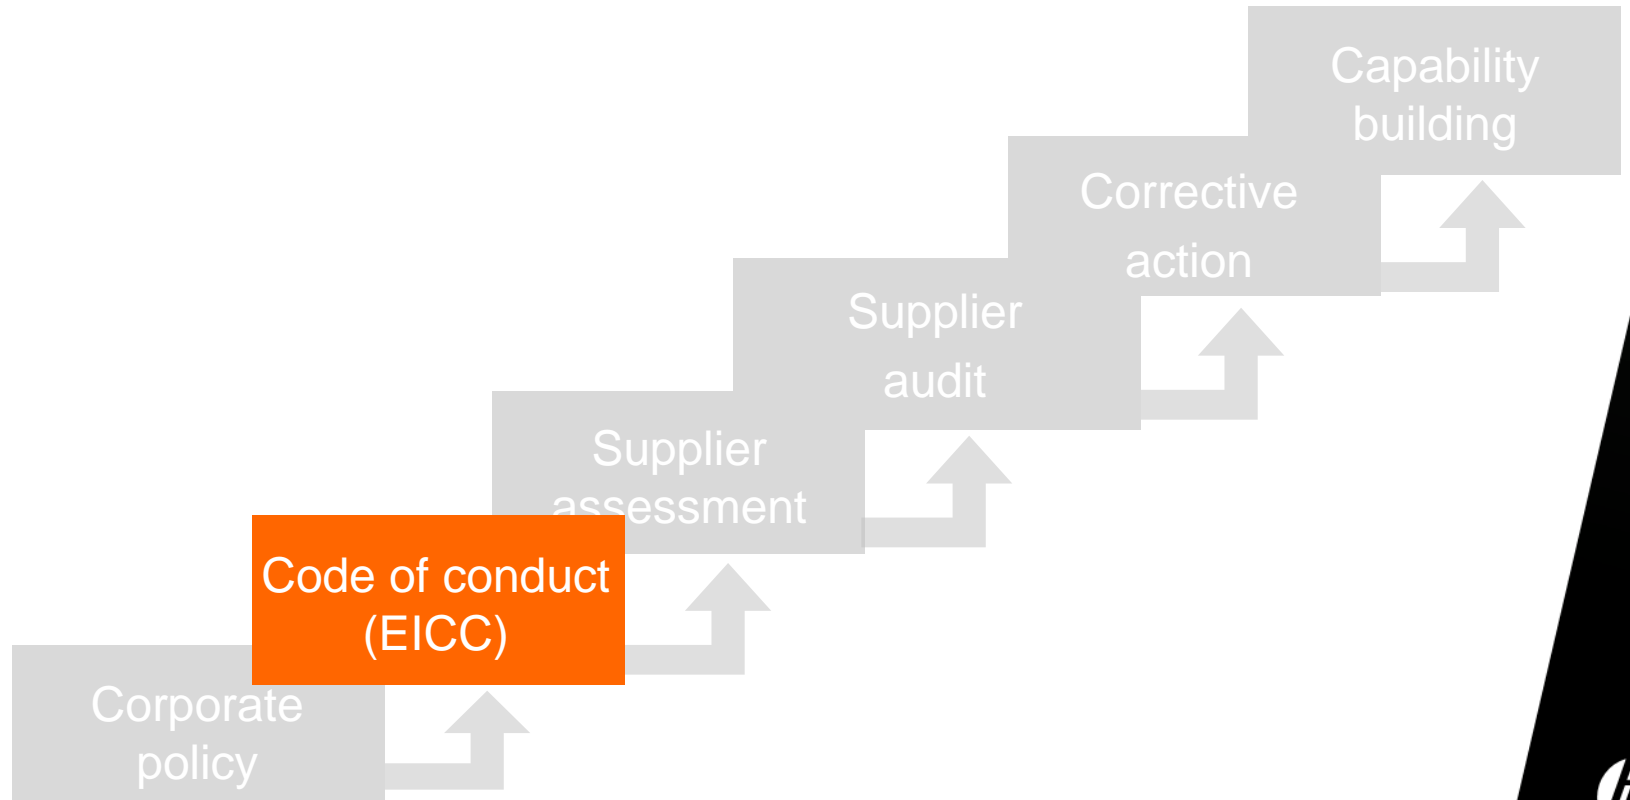 Capability
building
Corrective
action
Supplier
audit
Supplier
assessment
Code of conduct
(EICC)
Corporate
policy